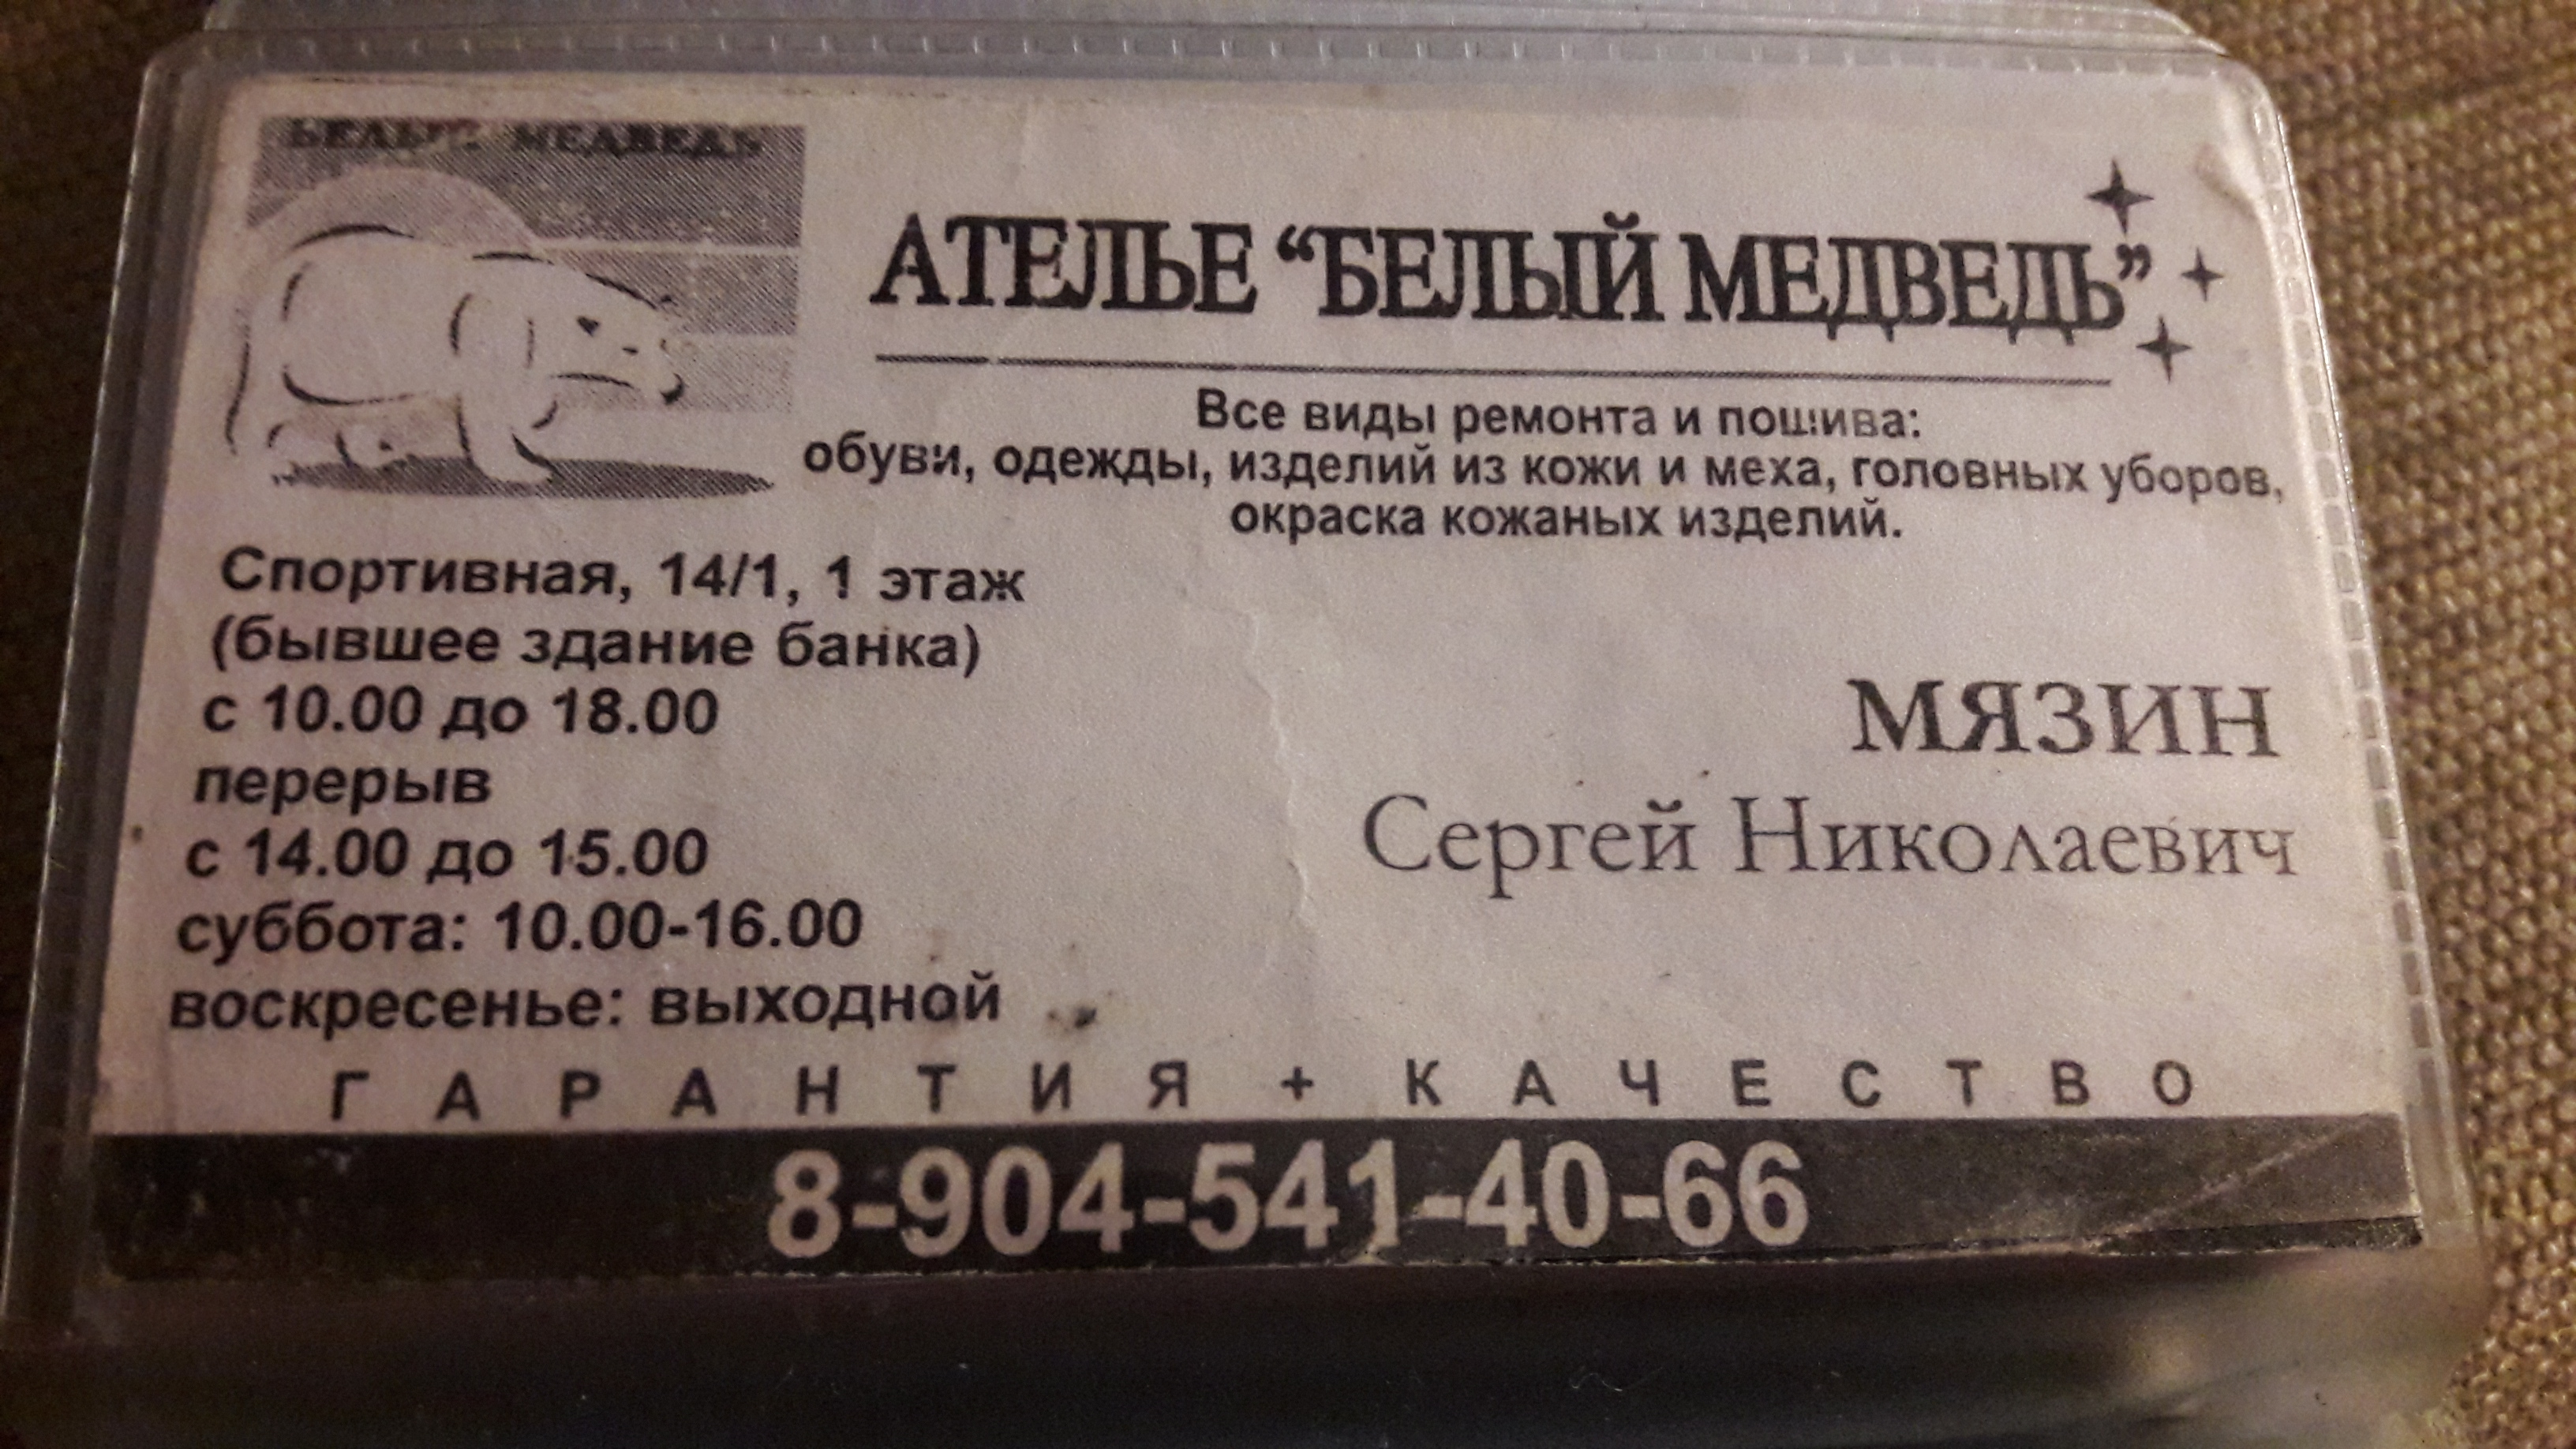 БЕЛЫЙ МЕДВЕДЬ
АТЕЛЬЕ “БЕЛЫЙ МЕДВЕДЬ”
Все виды ремонта и пошива:
обуви, одежды, изделий из кожи и меха, головных уборов,
окраска кожаных изделий.
Спортивная, 14/1, 1 этаж
(бывшее здание банка)
с 10.00 до 18.00
перерыв
с 14.00 до 15.00
суббота: 10.00-16.00
воскресенье: выходной
МЯЗИН
Сергей Николаевич
ГАРАНТИЯ + КАЧЕСТВО
8-904-541-40-66